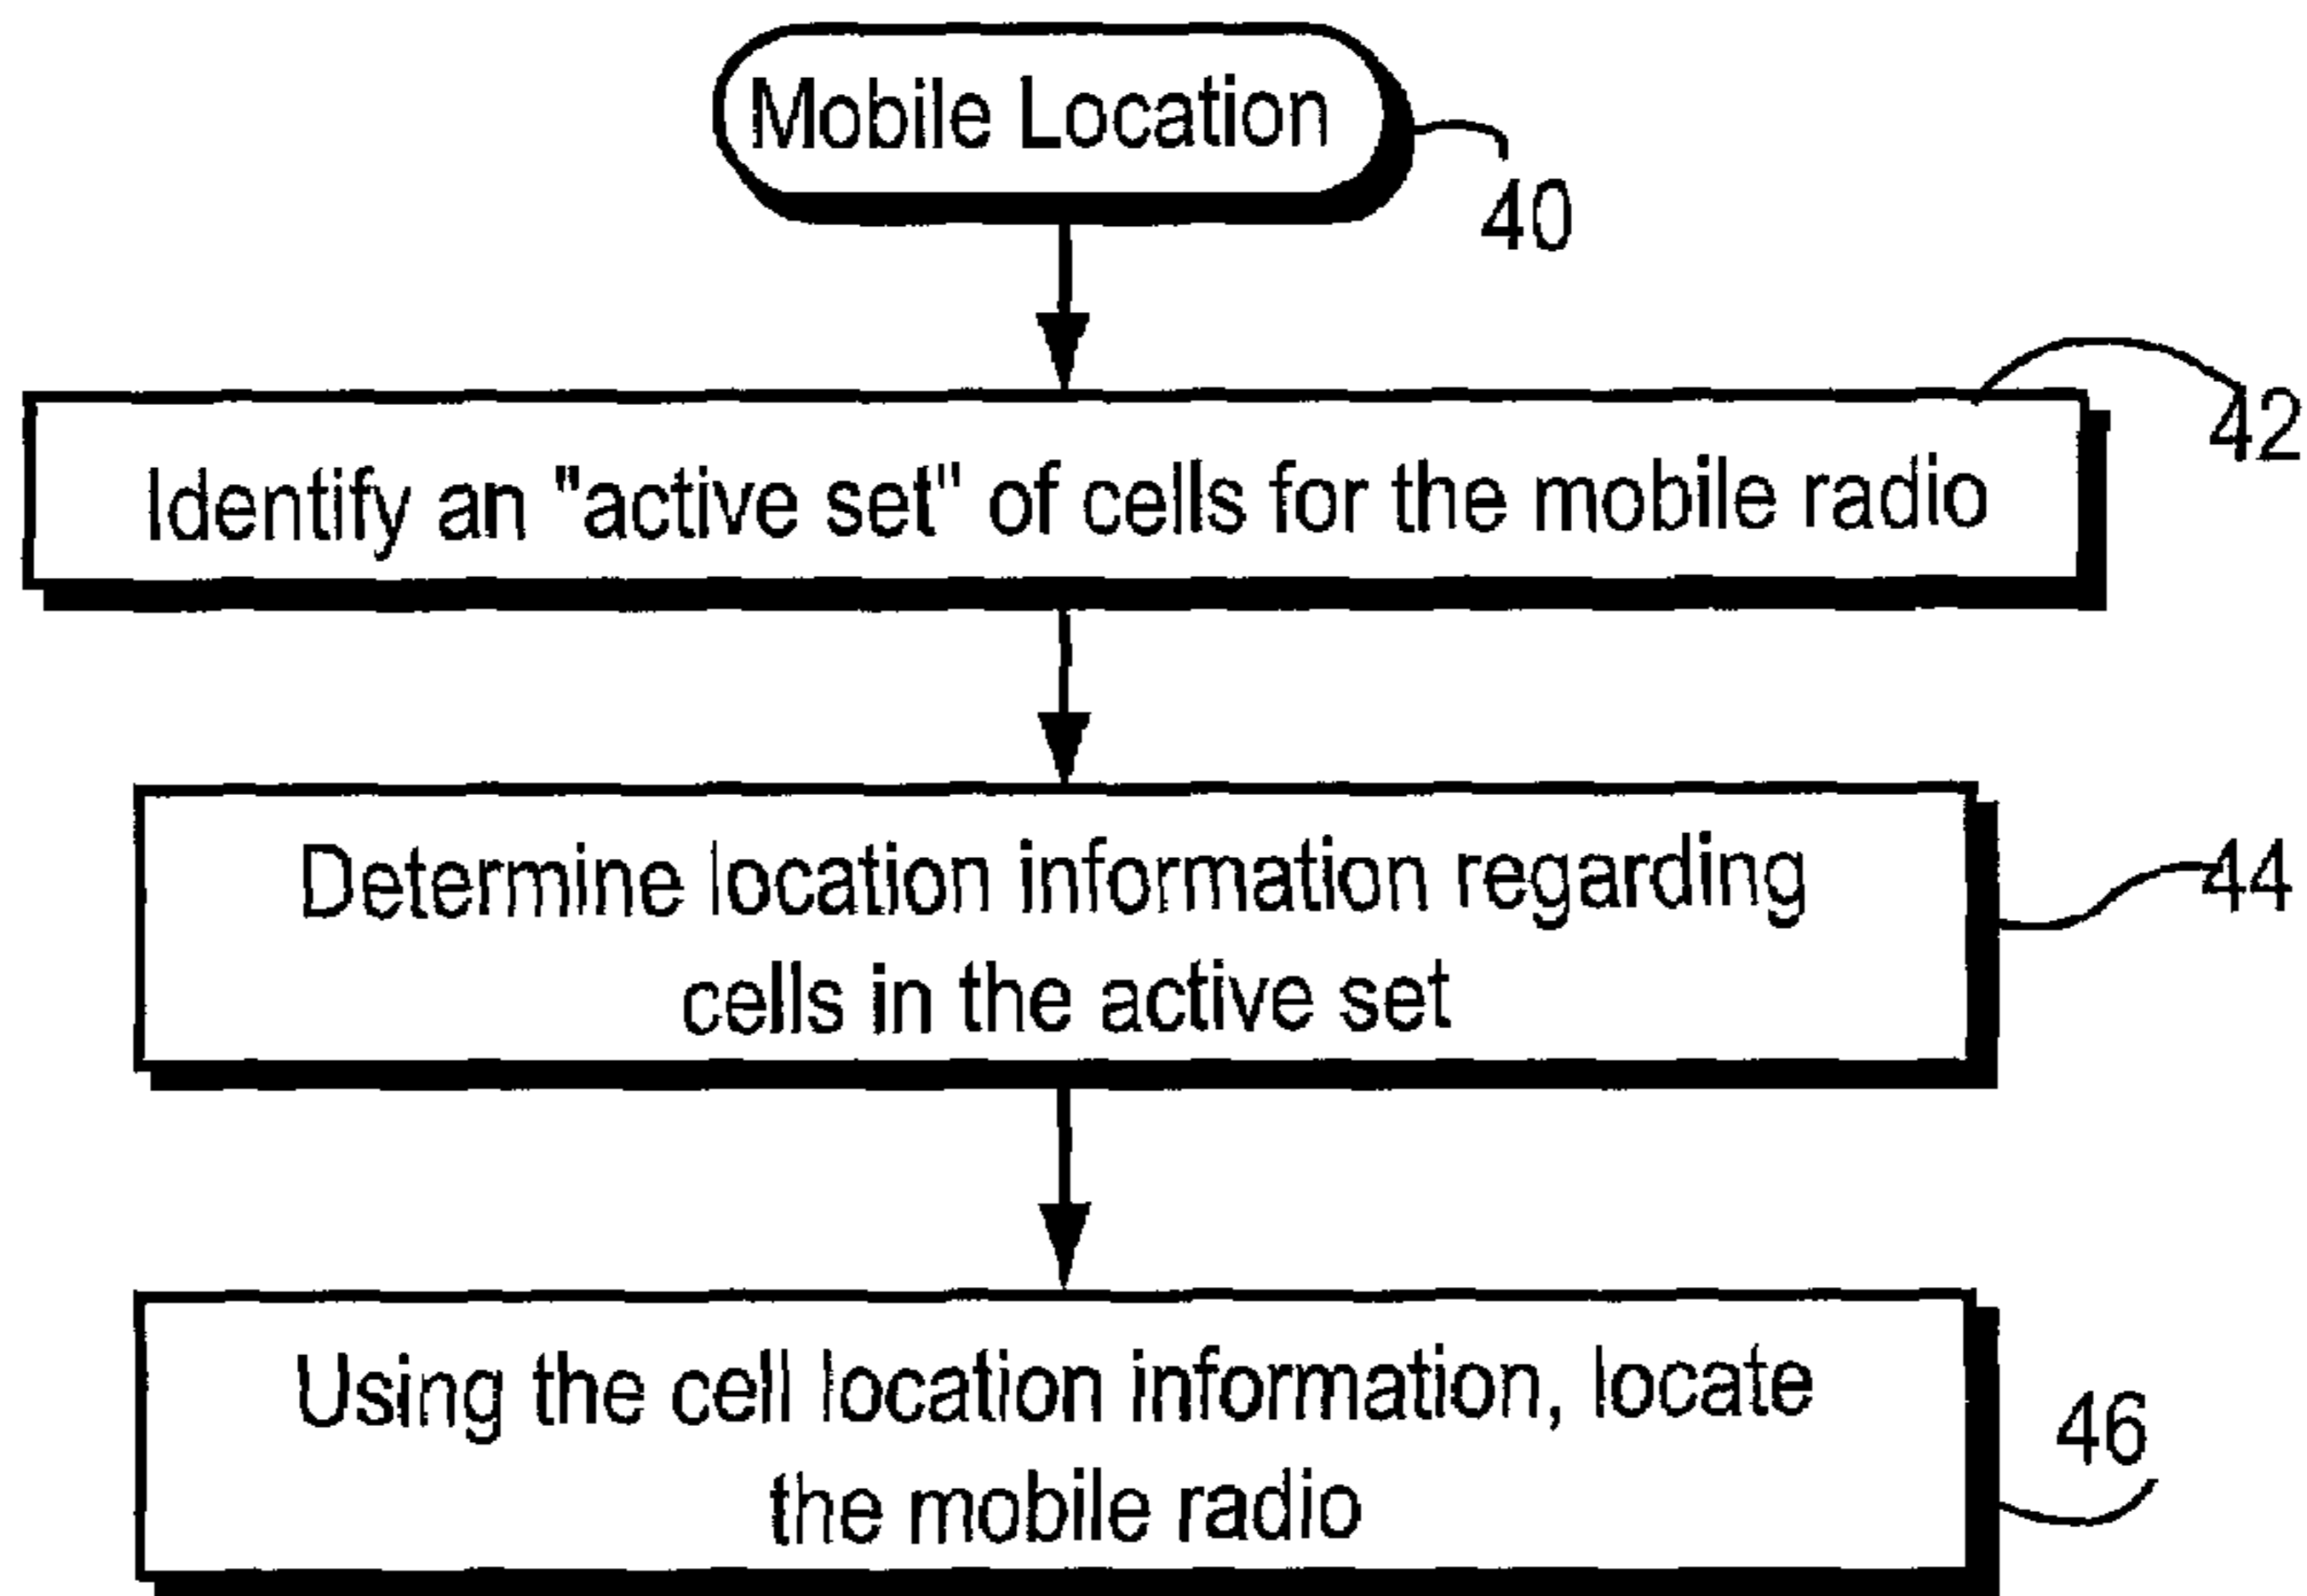 Mobile Location
40
42
Identify an "active set" of cells for the mobile radio
Determine location information regarding
cells in the active set
44
Using the cell location information, locate
the mobile radio
46